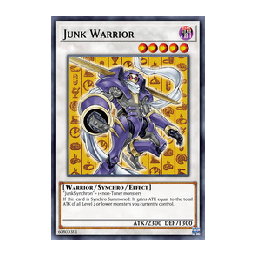 JUNK WARRIOR
[WARRIOR / SYNCHRO / EFFECT]
"Junk Synchron" + 1+ non-Tuner monsters
If this card is Synchro Summoned: It gains ATK equal to the total
ATK of all Level 2 or lower monsters you currently control.
ATK/2300 DEF/1300